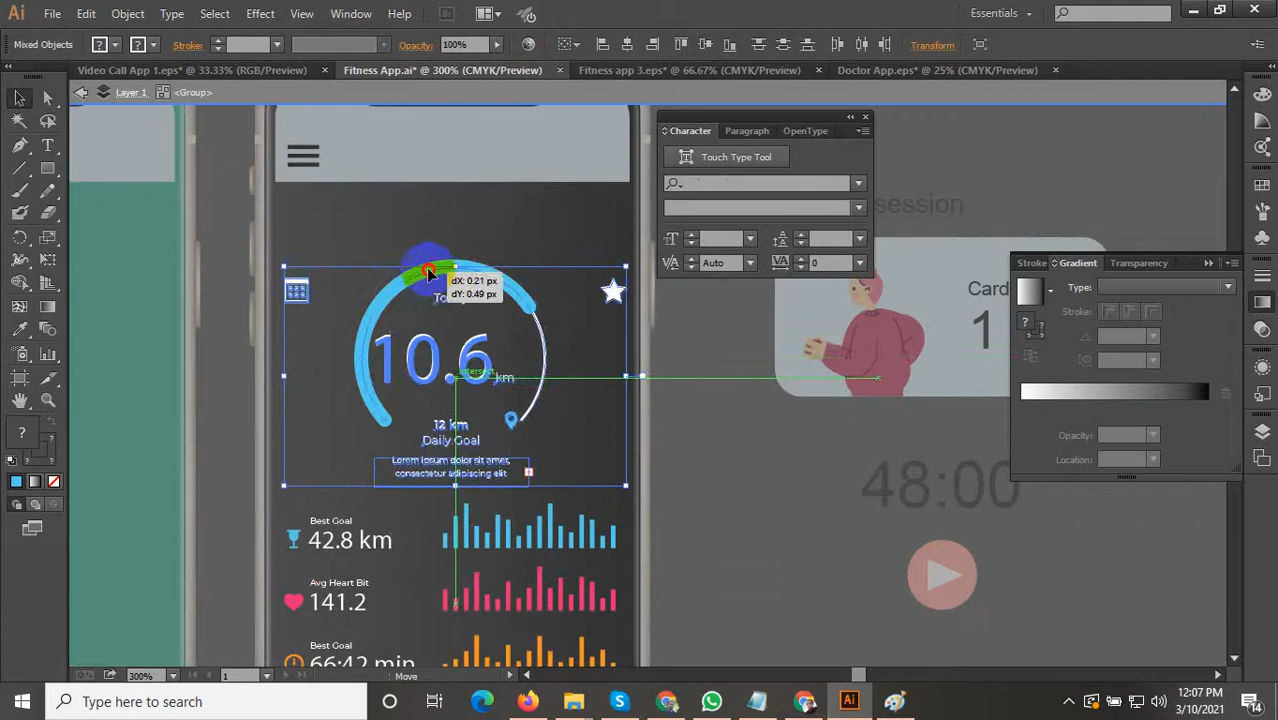 Ai File Edit Object Type Select Effect View Window Help Br Essentials
Mixed Objects ? ? Stroke: Opacity: 100% Transform
Video Call App 1.eps* @ 33.33% (RGB/Preview) × Fitness App.ai* @ 300% (CMYK/Preview) × Fitness app 3.eps* @ 66.67% (CMYK/Preview) × Doctor App.eps* @ 25% (CMYK/Preview) ×
Layer 1 <Group>
Character Paragraph OpenType
Touch Type Tool
Auto 0
session
Card
1
48:00
Stroke Gradient Transparency
Type:
Stroke:
Opacity:
Location:
dX: 0.21 px
dY: 0.49 px
10.6 km
intersect
12 km
Daily Goal
Lorem ipsum dolor sit amet,
consectetur adipiscing elit
Best Goal
42.8 km
Avg Heart Bit
141.2
Best Goal
66:42 min
300% 1 Move
Type here to search
Ai
12:07 PM
3/10/2021
14